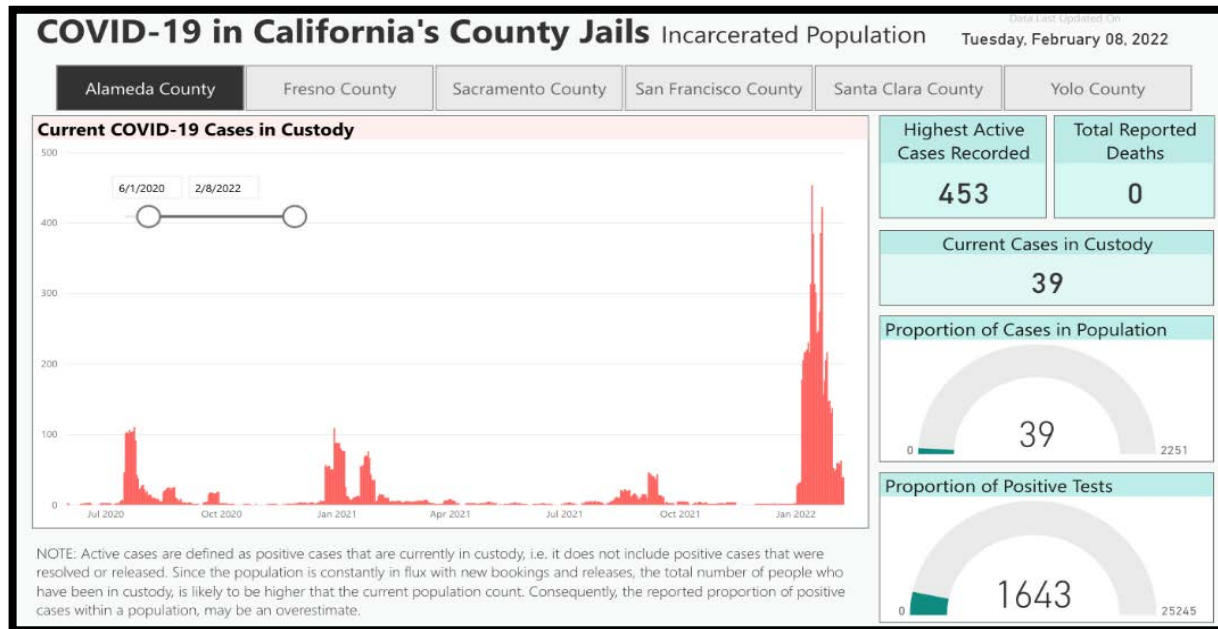 COVID-19 in California's County Jails Incarcerated Population
Data Last Updated On
Tuesday, February 08, 2022
Alameda County
Fresno County
Sacramento County
San Francisco County
Santa Clara County
Yolo County
Current COVID-19 Cases in Custody
500
6/1/2020 2/8/2022
400
300
200
100
0
Jul 2020 Oct 2020 Jan 2021 Apr 2021 Jul 2021 Oct 2021 Jan 2022
Highest Active
Cases Recorded
453
Total Reported
Deaths
0
Current Cases in Custody
39
Proportion of Cases in Population
39
0 2251
Proportion of Positive Tests
1643
0 25245
NOTE: Active cases are defined as positive cases that are currently in custody, i.e. it does not include positive cases that were
resolved or released. Since the population is constantly in flux with new bookings and releases, the total number of people who
have been in custody, is likely to be higher that the current population count. Consequently, the reported proportion of positive
cases within a population, may be an overestimate.